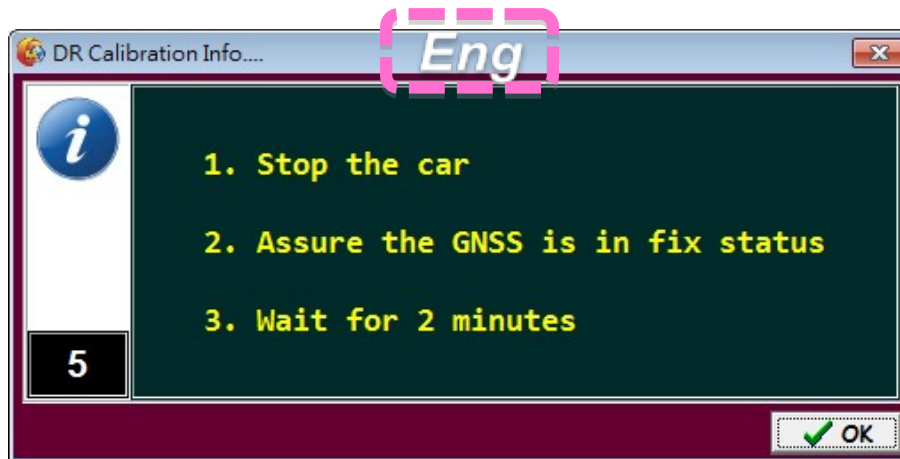 DR Calibration Info....
Eng
1. Stop the car
2. Assure the GNSS is in fix status
3. Wait for 2 minutes
5
OK